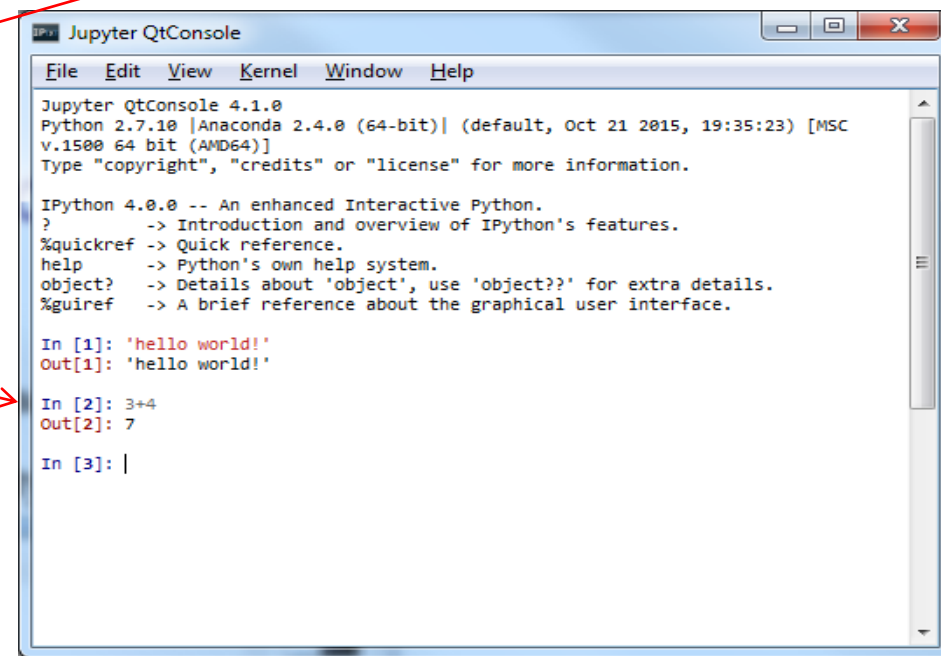 Jupyter QtConsole
File Edit View Kernel Window Help
Jupyter QtConsole 4.1.0
Python 2.7.10 |Anaconda 2.4.0 (64-bit)| (default, Oct 21 2015, 19:35:23) [MSC
v.1500 64 bit (AMD64)]
Type "copyright", "credits" or "license" for more information.
IPython 4.0.0 -- An enhanced Interactive Python.
? -> Introduction and overview of IPython's features.
%quickref -> Quick reference.
help -> Python's own help system.
object? -> Details about 'object', use 'object??' for extra details.
%guiref -> A brief reference about the graphical user interface.
In [1]: 'hello world!'
Out[1]: 'hello world!'
In [2]: 3+4
Out[2]: 7
In [3]: